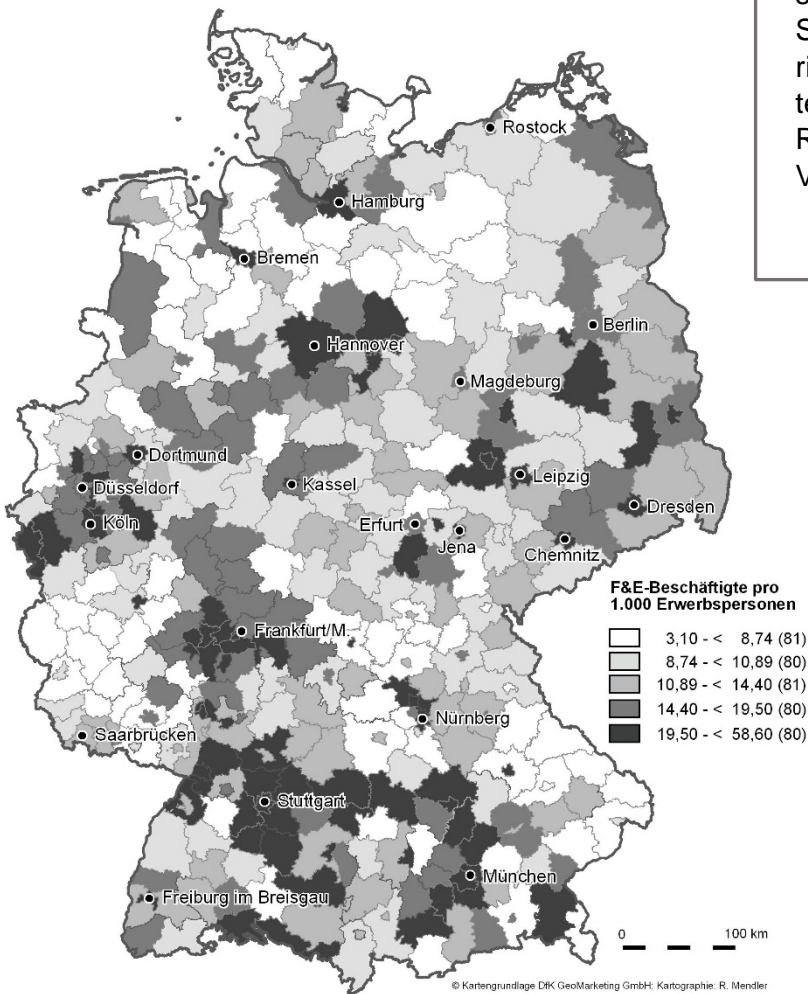 S
ri
te
R
V
Rostock
Hamburg
Bremen
Berlin
Hannover
Magdeburg
Dortmund
Düsseldorf
Kassel
Leipzig
Köln
Erfurt
Jena
Dresden
Chemnitz
F&E-Beschäftigte pro
1.000 Erwerbspersonen
3,10 - < 8,74 (81)
8,74 - < 10,89 (80)
10,89 - < 14,40 (81)
14,40 - < 19,50 (80)
19,50 - < 58,60 (80)
Frankfurt/M.
Nürnberg
Saarbrücken
Stuttgart
München
Freiburg im Breisgau
0 100 km
© Kartengrundlage DfK GeoMarketing GmbH; Kartographie: R. Mendler